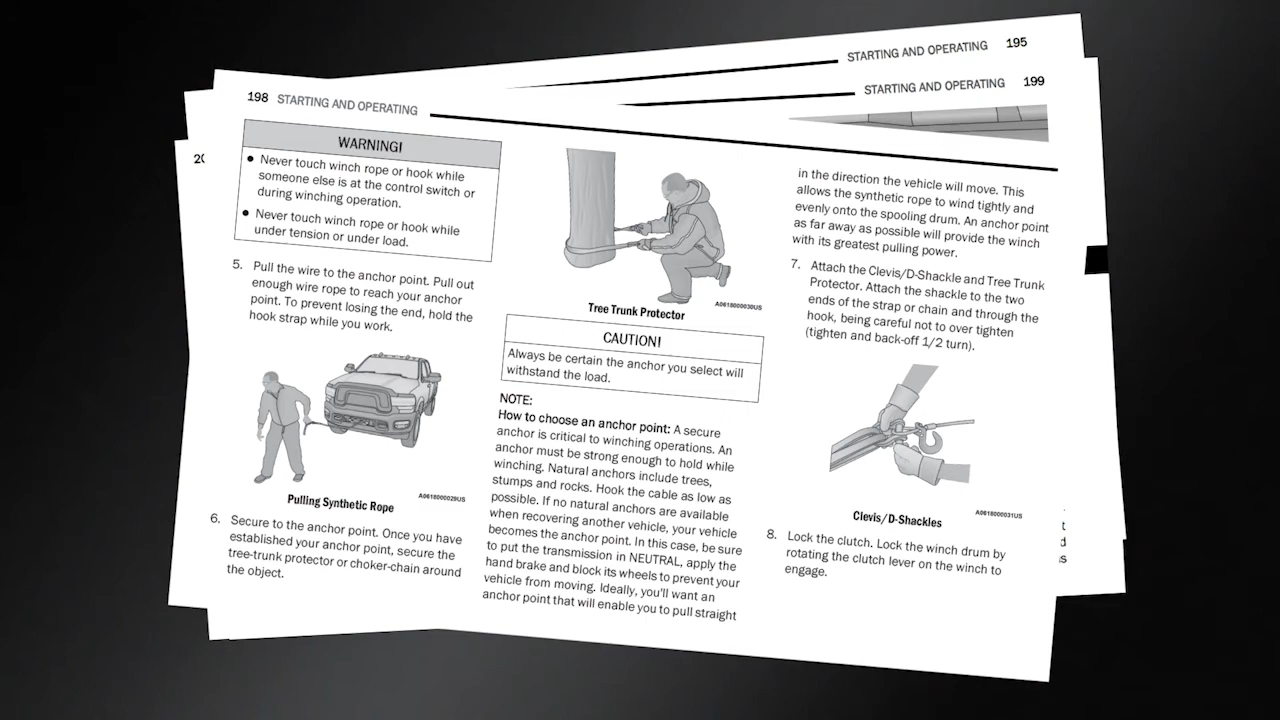 STARTING AND OPERATING 195
STARTING AND OPERATING 199
198 STARTING AND OPERATING
20
WARNING!
• Never touch winch rope or hook while
someone else is at the control switch or
during winching operation.
• Never touch winch rope or hook while
under tension or under load.
5. Pull the wire to the anchor point. Pull out
enough wire rope to reach your anchor
point. To prevent losing the end, hold the
hook strap while you work.
A0618000029US
Pulling Synthetic Rope
6. Secure to the anchor point. Once you have
established your anchor point, secure the
tree-trunk protector or choker-chain around
the object.
A0618000030US
Tree Trunk Protector
CAUTION!
Always be certain the anchor you select will
withstand the load.
NOTE:
How to choose an anchor point: A secure
anchor is critical to winching operations. An
anchor must be strong enough to hold while
winching. Natural anchors include trees,
stumps and rocks. Hook the cable as low as
possible. If no natural anchors are available
when recovering another vehicle, your vehicle
becomes the anchor point. In this case, be sure
to put the transmission in NEUTRAL, apply the
hand brake and block its wheels to prevent your
vehicle from moving. Ideally, you'll want an
anchor point that will enable you to pull straight
in the direction the vehicle will move. This
allows the synthetic rope to wind tightly and
evenly onto the spooling drum. An anchor point
as far away as possible will provide the winch
with its greatest pulling power.
7. Attach the Clevis/D-Shackle and Tree Trunk
Protector. Attach the shackle to the two
ends of the strap or chain and through the
hook, being careful not to over tighten
(tighten and back-off 1/2 turn).
A0618000031US
Clevis/D-Shackles
8. Lock the clutch. Lock the winch drum by
rotating the clutch lever on the winch to
engage.